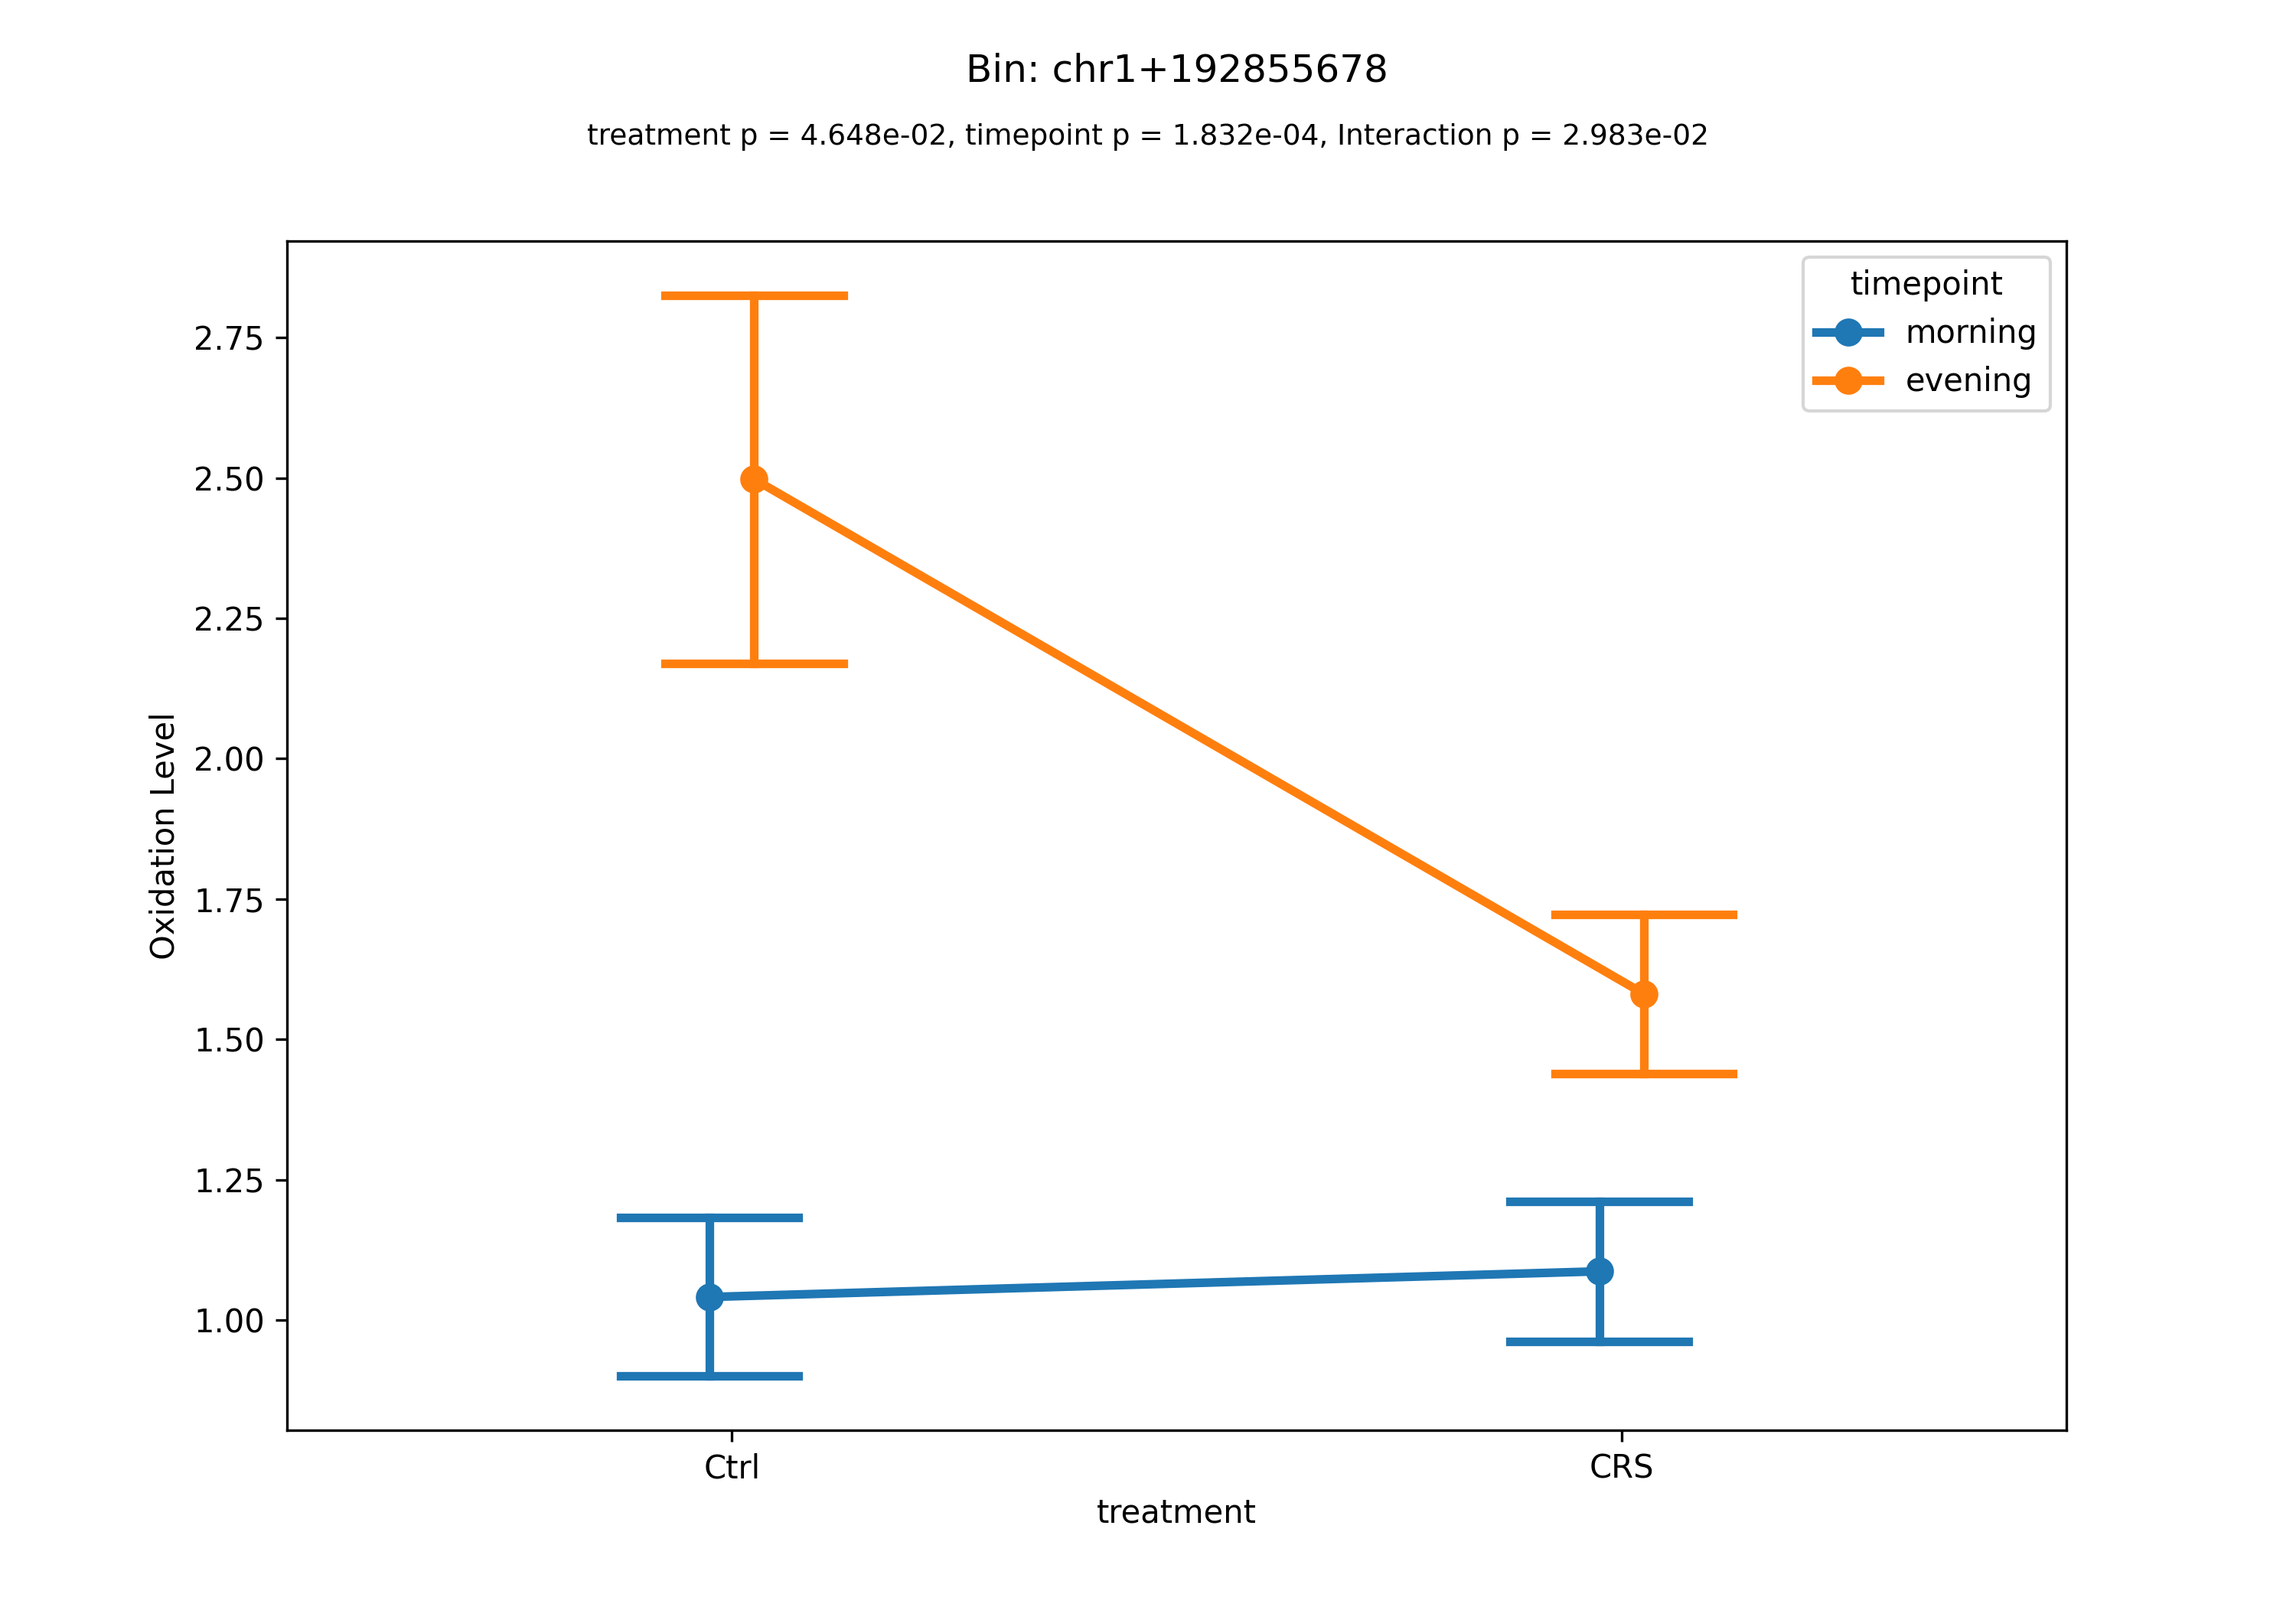 Bin: chr1+192855678
treatment p = 4.648e-02, timepoint p = 1.832e-04, Interaction p = 2.983e-02
timepoint
morning
evening
2.75
2.50
2.25
2.00
1.75
1.50
1.25
1.00
Oxidation Level
Ctrl
CRS
treatment